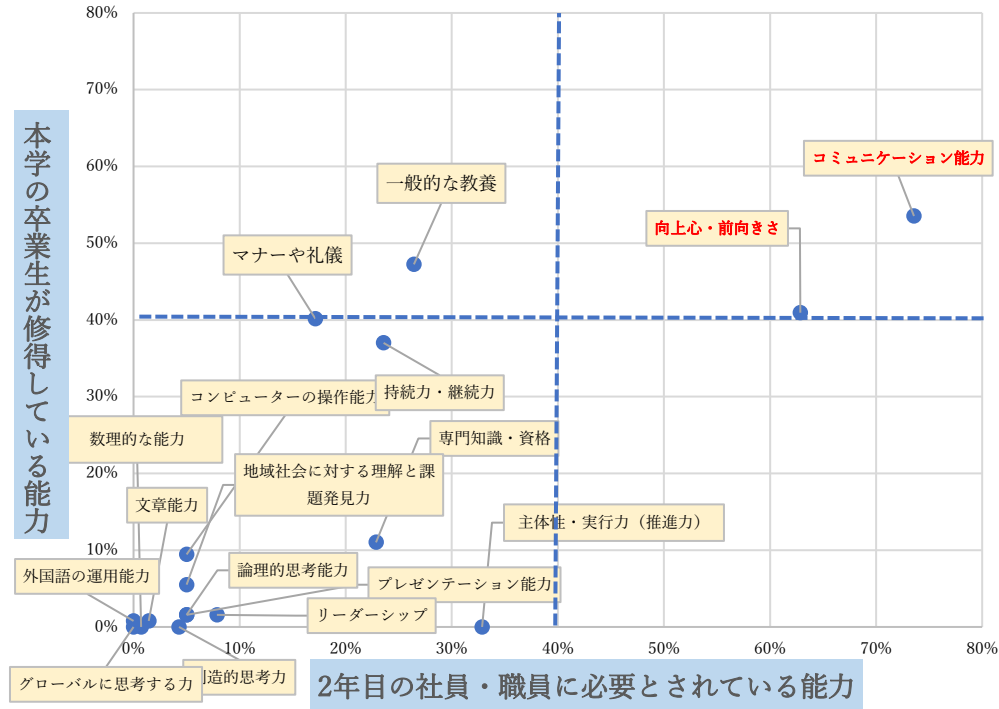 80%
70%
60%
50%
40%
30%
20%
10%
0%
本学の卒業生が修得している能力
コミュニケーション能力
一般的な教養
向上心・前向きさ
マナーや礼儀
コンピューターの操作能力
持続力・継続力
数理的な能力
専門知識・資格
地域社会に対する理解と課
題発見力
文章能力
主体性・実行力（推進力）
外国語の運用能力
論理的思考能力
プレゼンテーション能力
リーダーシップ
0%
10%
20%
30%
40%
50%
60%
70%
80%
グローバルに思考する力
造的思考力
2年目の社員・職員に必要とされている能力